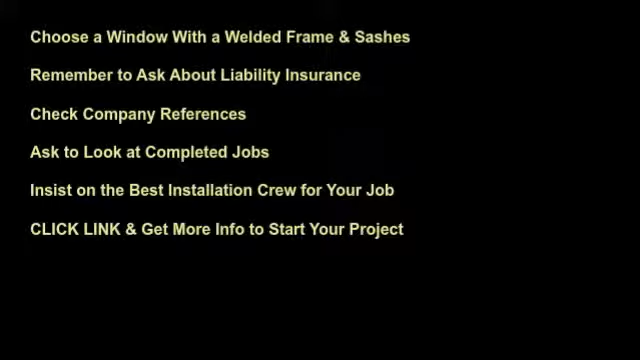 Choose a Window With a Welded Frame & Sashes
Remember to Ask About Liability Insurance
Check Company References
Ask to Look at Completed Jobs
Insist on the Best Installation Crew for Your Job
CLICK LINK & Get More Info to Start Your Project